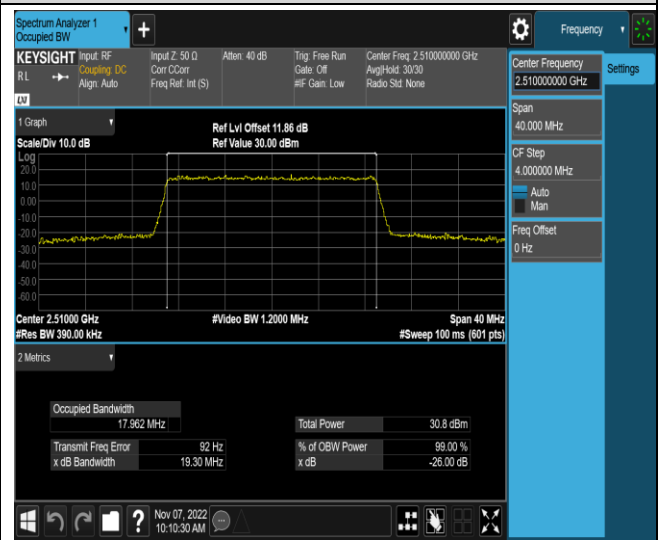 Spectrum Analyzer 1
Occupied BW
+
Frequency
KEYSIGHT
R L
LXI
Input: RF
Coupling: DC
Align: Auto
Input Z: 50 Ω
Corr CCorr
Freq Ref: Int (S)
Atten: 40 dB
Trig: Free Run
Gate: Off
#IF Gain: Low
Center Freq: 2.510000000 GHz
Avg|Hold: 30/30
Radio Std: None
Center Frequency
2.510000000 GHz
Settings
Span
40.000 MHz
CF Step
4.000000 MHz
Auto
Man
Freq Offset
0 Hz
1 Graph
Scale/Div 10.0 dB
Ref Lvl Offset 11.86 dB
Ref Value 30.00 dBm
Log
20.0
10.0
0.00
-10.0
-20.0
-30.0
-40.0
-50.0
-60.0
Center 2.51000 GHz
#Video BW 1.2000 MHz
Span 40 MHz
#Res BW 390.00 kHz
#Sweep 100 ms (601 pts)
2 Metrics
Occupied Bandwidth
17.962 MHz
Total Power 30.8 dBm
Transmit Freq Error 92 Hz
% of OBW Power 99.00 %
x dB Bandwidth 19.30 MHz
x dB -26.00 dB
?
Nov 07, 2022
10:10:30 AM